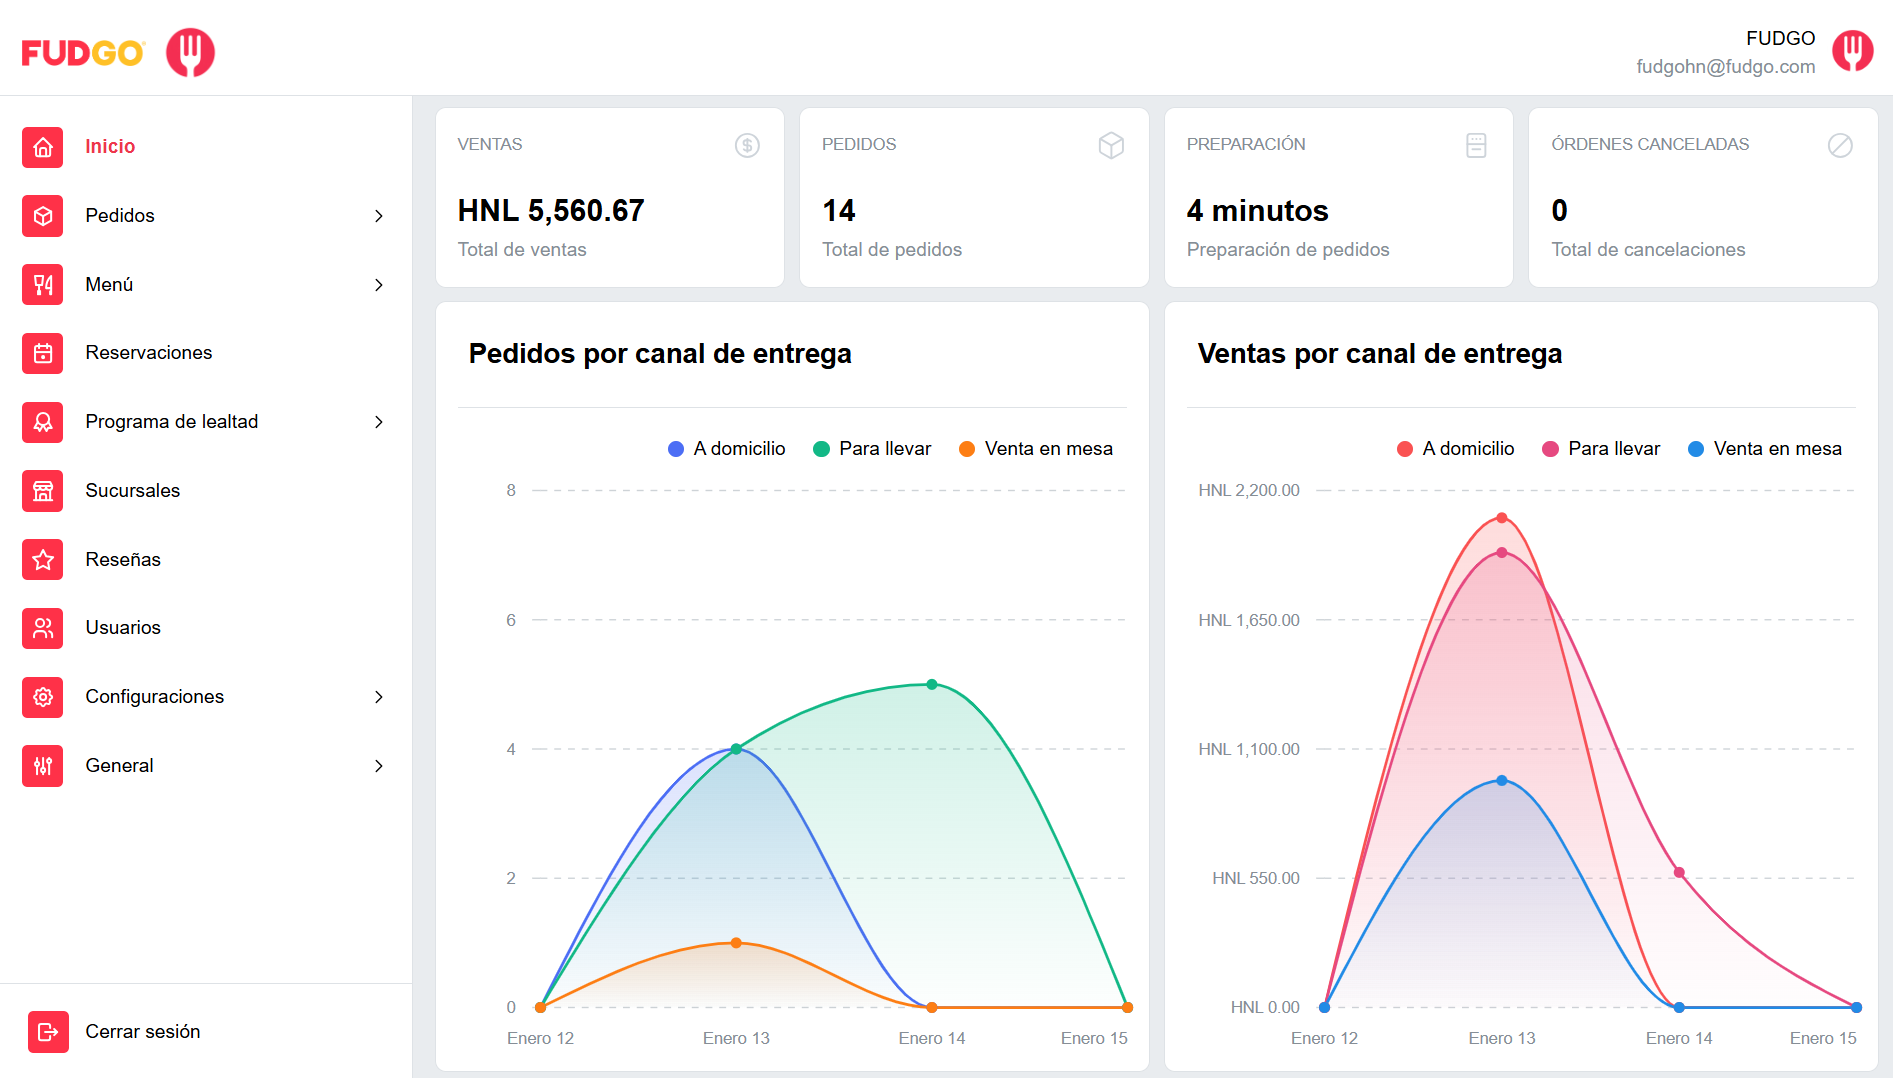 FUDGO
FUDGO
fudgohn@fudgo.com
Inicio
Pedidos
Menú
Reservaciones
Programa de lealtad
Sucursales
Reseñas
Usuarios
Configuraciones
General
Cerrar sesión
VENTAS
HNL 5,560.67
Total de ventas
PEDIDOS
14
Total de pedidos
PREPARACIÓN
4 minutos
Preparación de pedidos
ÓRDENES CANCELADAS
0
Total de cancelaciones
Pedidos por canal de entrega
A domicilio Para llevar Venta en mesa
8
6
4
2
0
Enero 12 Enero 13 Enero 14 Enero 15
Ventas por canal de entrega
A domicilio Para llevar Venta en mesa
HNL 2,200.00
HNL 1,650.00
HNL 1,100.00
HNL 550.00
HNL 0.00
Enero 12 Enero 13 Enero 14 Enero 15